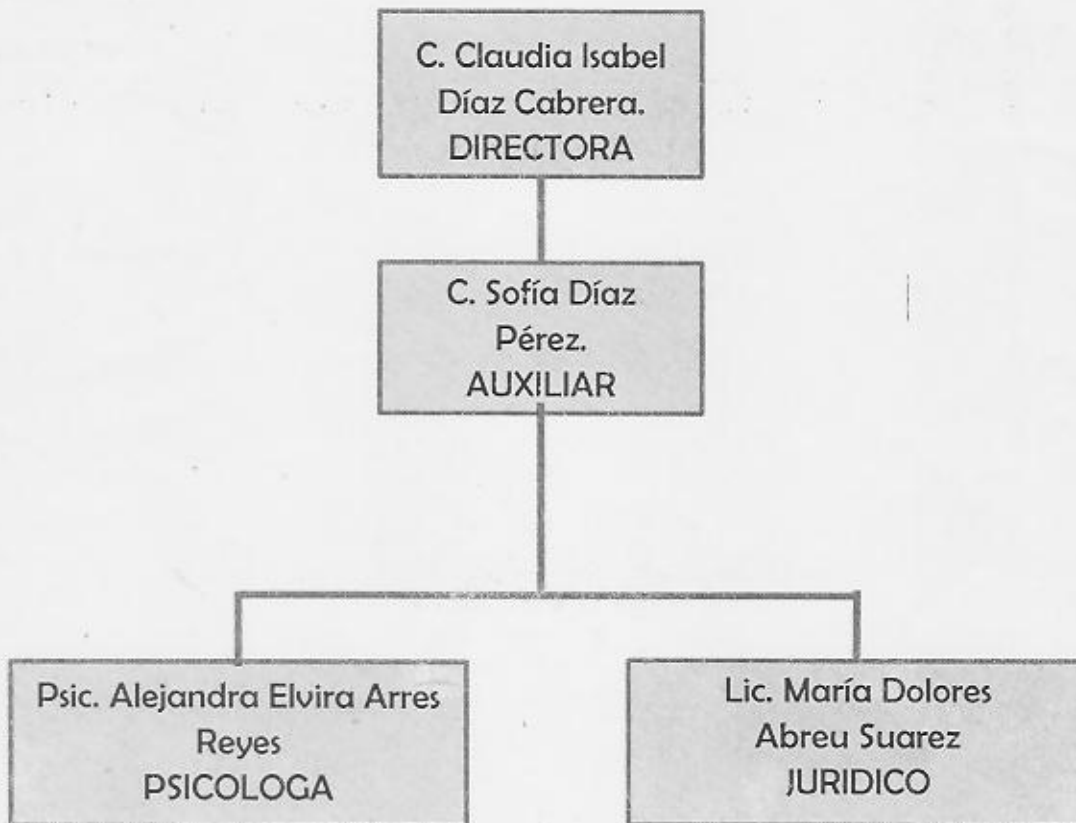 C. Claudia Isabel
Díaz Cabrera.
DIRECTORA
C. Sofía Díaz
Pérez.
AUXILIAR
Psic. Alejandra Elvira Arres
Reyes
PSICOLOGA
Lic. María Dolores
Abreu Suarez
JURIDICO